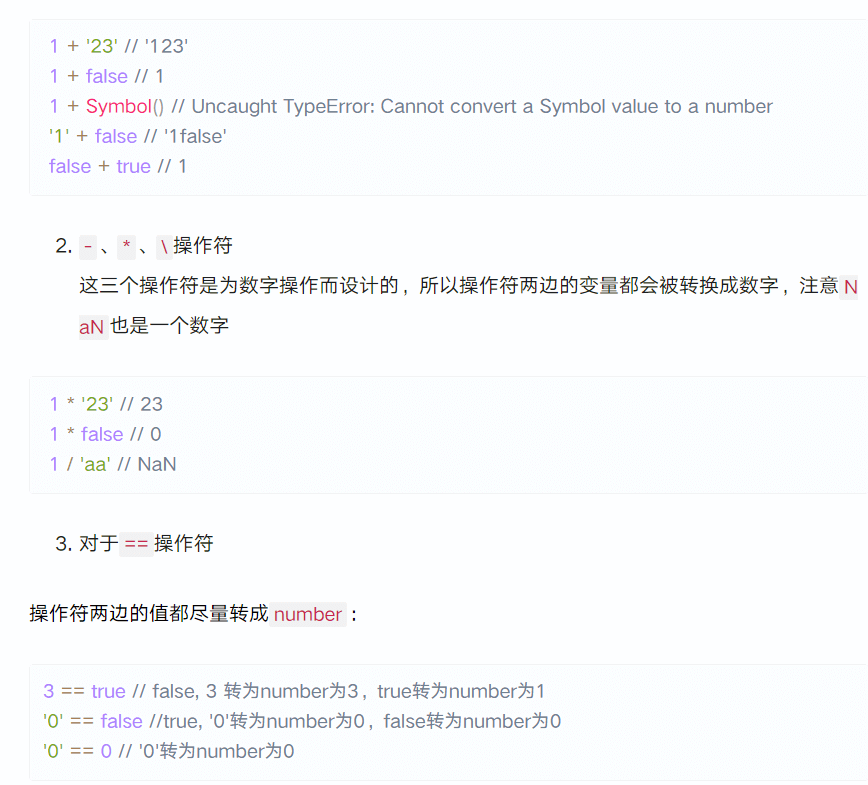 1 + '23' // '123'
1 + false // 1
1 + Symbol() // Uncaught TypeError: Cannot convert a Symbol value to a number
'1' + false // '1false'
false + true // 1
2. - 、 * 、 \ 操作符
这三个操作符是为数字操作而设计的，所以操作符两边的变量都会被转换成数字，注意 N
aN 也是一个数字
1 * '23' // 23
1 * false // 0
1 / 'aa' // NaN
3. 对于 == 操作符
操作符两边的值都尽量转成 number ：
3 == true // false, 3 转为number为3，true转为number为1
'0' == false //true, '0'转为number为0，false转为number为0
'0' == 0 // '0'转为number为0